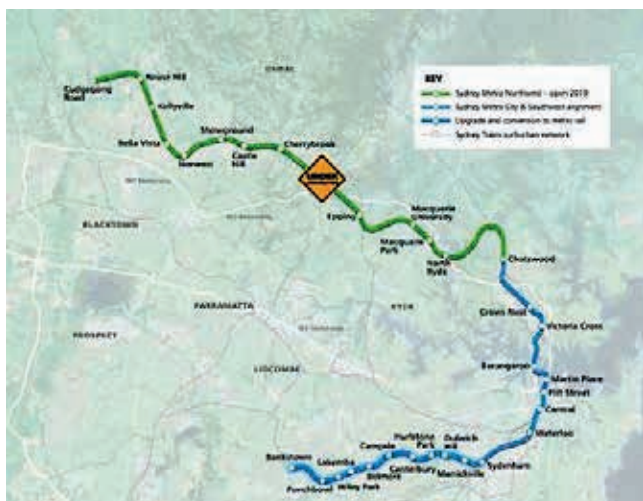 KEY
Sydney Metro Northwest – open 2019
Sydney Metro City & Southwest alignment
Upgrade and conversion to metro rail
Sydney Trains suburban network
Cudgegong
Road
Rouse Hill
Kellyville
Bella Vista
Norwest
Showground
Castle
Hill
Cherrybrook
UNDER
Epping
Macquarie
University
Macquarie
Park
North
Ryde
Chatswood
BLACKTOWN
PARRAMATTA
RYDE
PROSPECT
LIDCOMBE
Crows Nest
Victoria Cross
Barangaroo
Martin Place
Pitt Street
Central
Waterloo
Sydenham
Dulwich
Hill
Marrickville
Hurlstone
Park
Canterbury
Campsie
Belmore
Lakemba
Wiley Park
Punchbowl
Bankstown